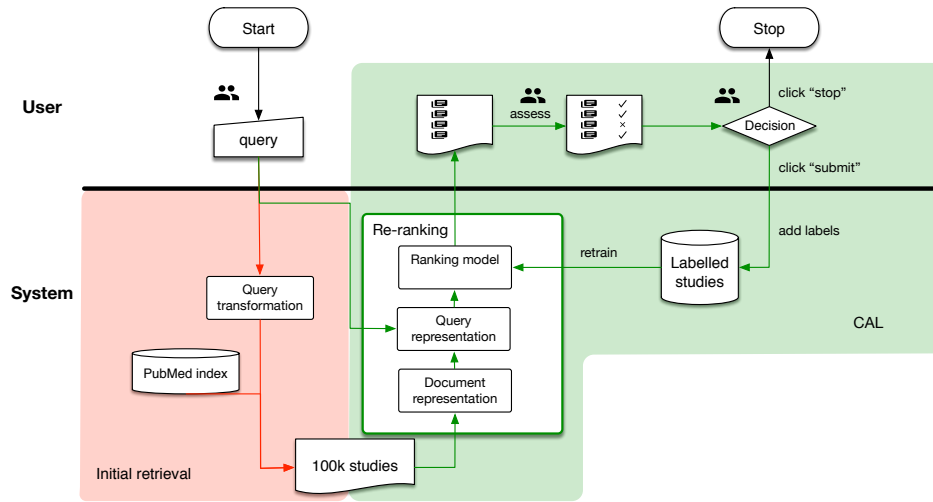 Start
Stop
User
assess
click “stop”
query
Decision
click “submit”
Re-ranking
add labels
Ranking model
retrain
Labelled
studies
System
Query
transformation
Query
representation
CAL
PubMed index
Document
representation
Initial retrieval
100k studies